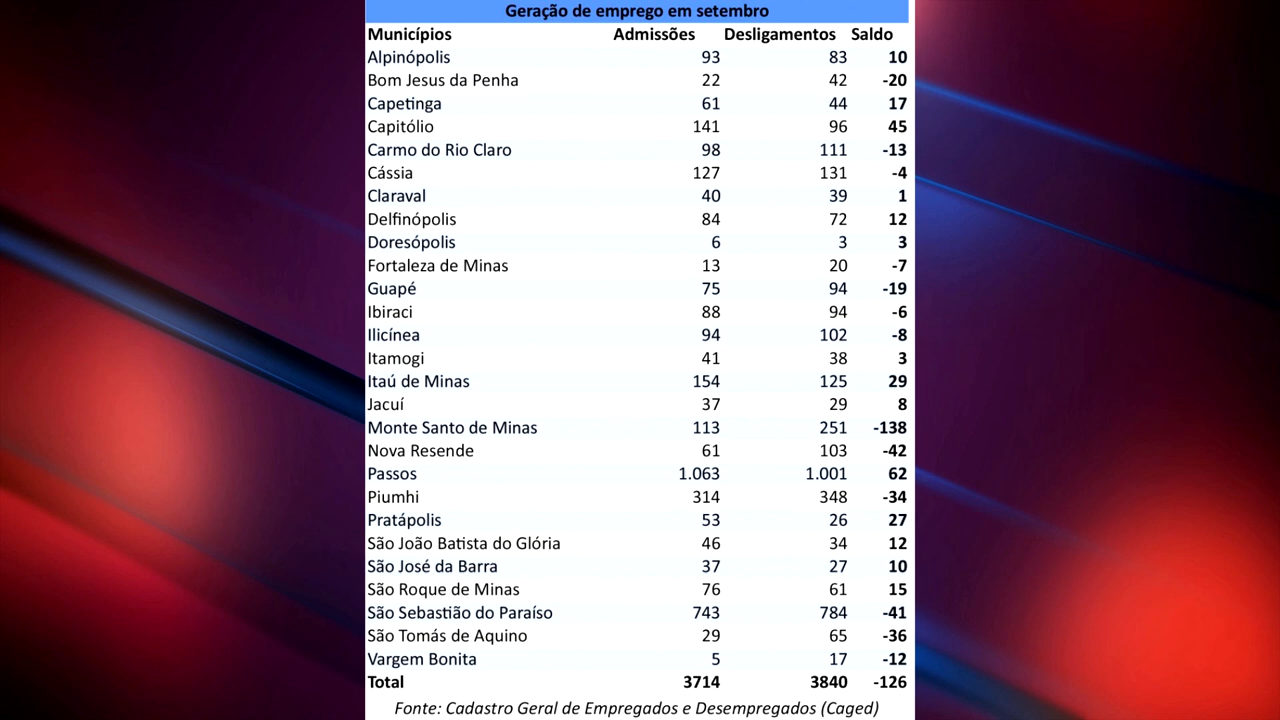 Geração de emprego em setembro
Municípios Admissões Desligamentos Saldo
Alpinópolis 93 83 10
Bom Jesus da Penha 22 42 -20
Capetinga 61 44 17
Capitólio 141 96 45
Carmo do Rio Claro 98 111 -13
Cássia 127 131 -4
Claraval 40 39 1
Delfinópolis 84 72 12
Doresópolis 6 3 3
Fortaleza de Minas 13 20 -7
Guapé 75 94 -19
Ibiraci 88 94 -6
Ilicínea 94 102 -8
Itamogi 41 38 3
Itaú de Minas 154 125 29
Jacuí 37 29 8
Monte Santo de Minas 113 251 -138
Nova Resende 61 103 -42
Passos 1.063 1.001 62
Piumhi 314 348 -34
Pratápolis 53 26 27
São João Batista do Glória 46 34 12
São José da Barra 37 27 10
São Roque de Minas 76 61 15
São Sebastião do Paraíso 743 784 -41
São Tomás de Aquino 29 65 -36
Vargem Bonita 5 17 -12
Total 3714 3840 -126
Fonte: Cadastro Geral de Empregados e Desempregados (Caged)